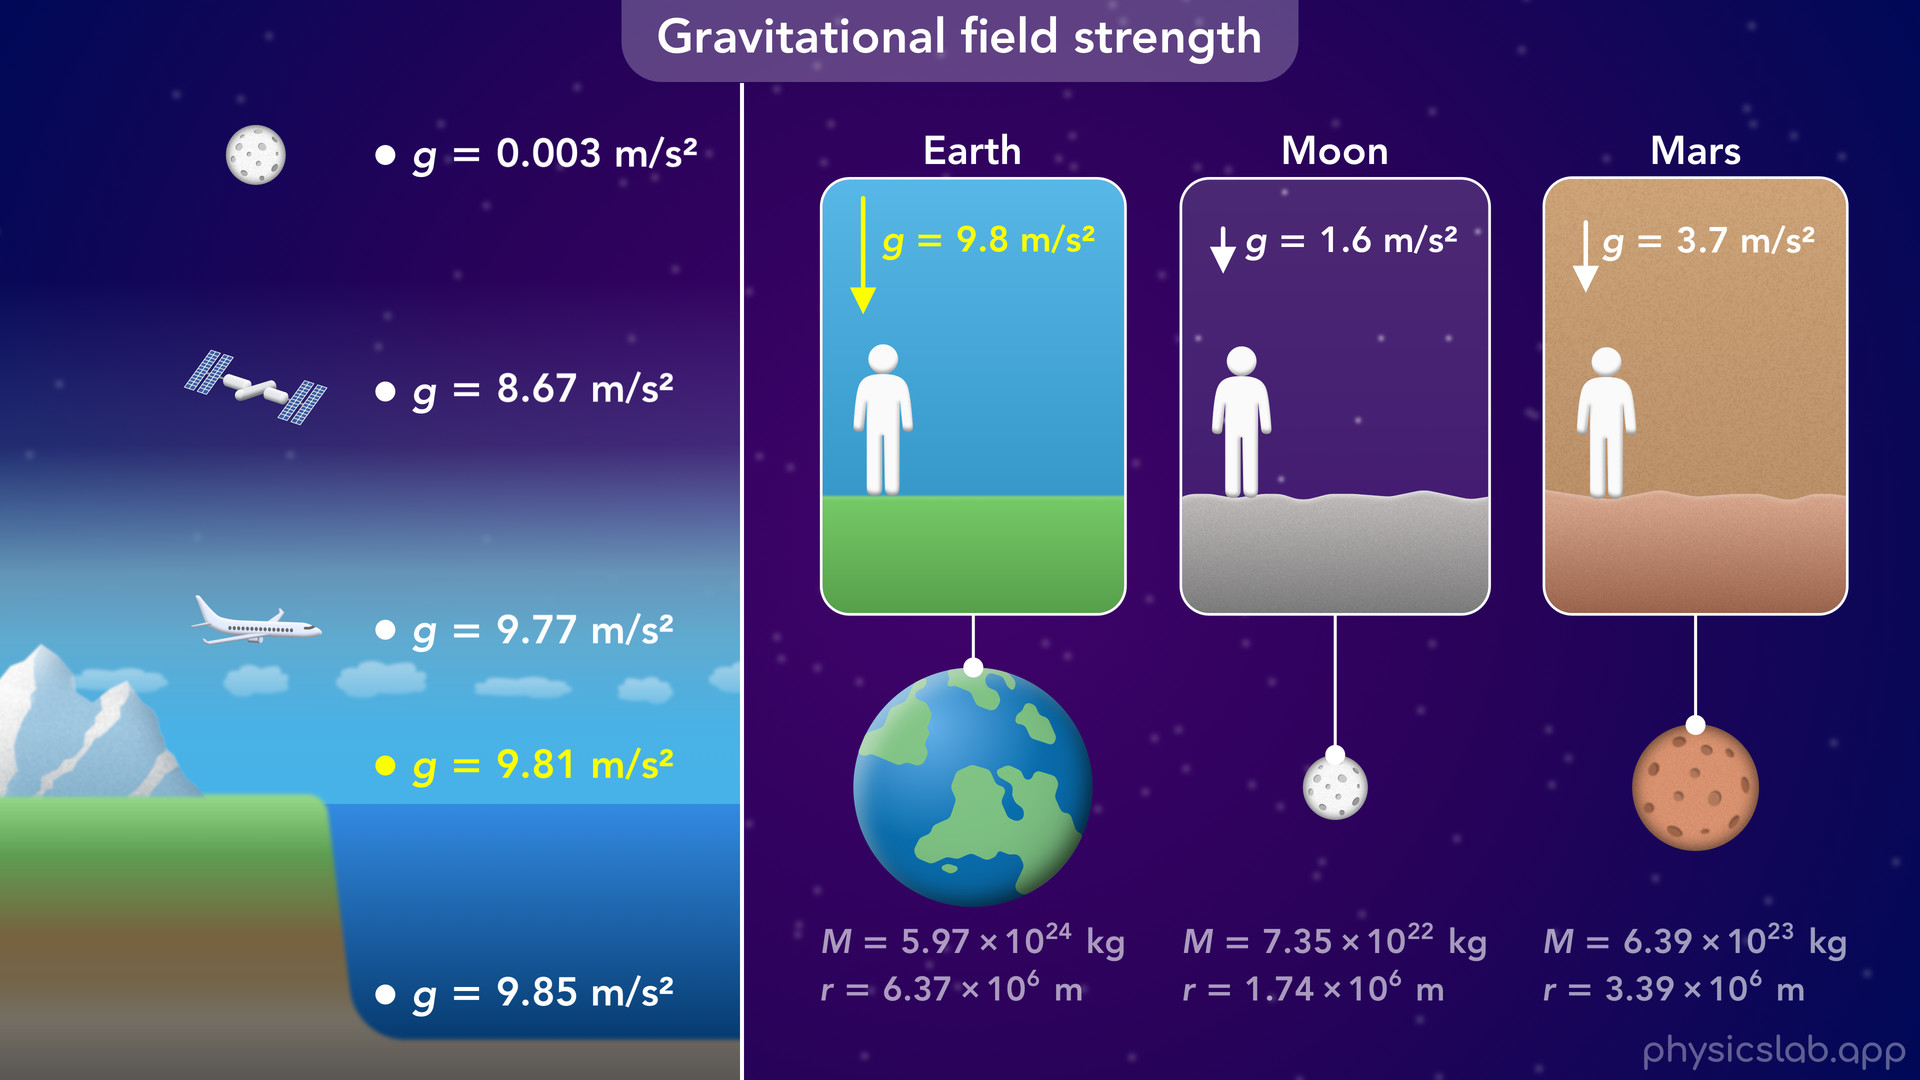 Gravitational field strength
g = 0.003 m/s²
g = 8.67 m/s²
g = 9.77 m/s²
g = 9.81 m/s²
g = 9.85 m/s²
Earth
g = 9.8 m/s²
M = 5.97 × 10²⁴ kg
r = 6.37 × 10⁶ m
Moon
g = 1.6 m/s²
M = 7.35 × 10²² kg
r = 1.74 × 10⁶ m
Mars
g = 3.7 m/s²
M = 6.39 × 10²³ kg
r = 3.39 × 10⁶ m
physicslab.app